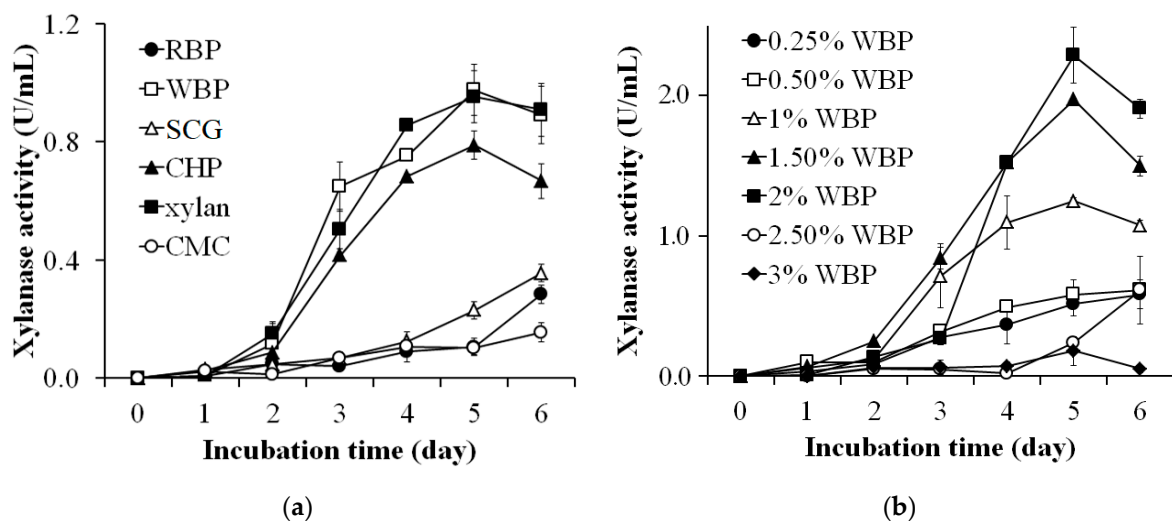 Xylanase activity (U/mL)
1.2
0.8
0.4
0.0
RBP
WBP
SCG
CHP
xylan
CMC
0 1 2 3 4 5 6
Incubation time (day)
(a)
Xylanase activity (U/mL)
2.0
1.0
0.0
0.25% WBP
0.50% WBP
1% WBP
1.50% WBP
2% WBP
2.50% WBP
3% WBP
0 1 2 3 4 5 6
Incubation time (day)
(b)